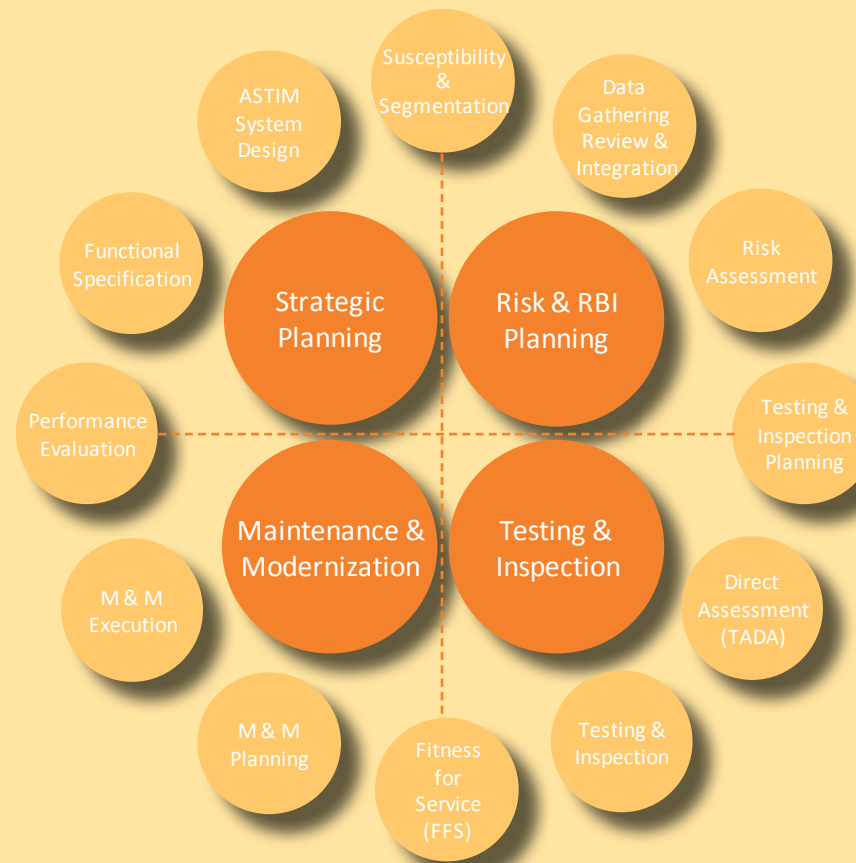 Susceptibility
&
Segmentation
Data
Gathering
Review &
Integration
Risk
Assessment
Testing &
Inspection
Planning
Direct
Assessment
(TADA)
Testing &
Inspection
Fitness
for
Service
(FFS)
M & M
Planning
M & M
Execution
Performance
Evaluation
Functional
Specification
ASTIM
System
Design
Strategic
Planning
Risk & RBI
Planning
Maintenance &
Modernization
Testing &
Inspection